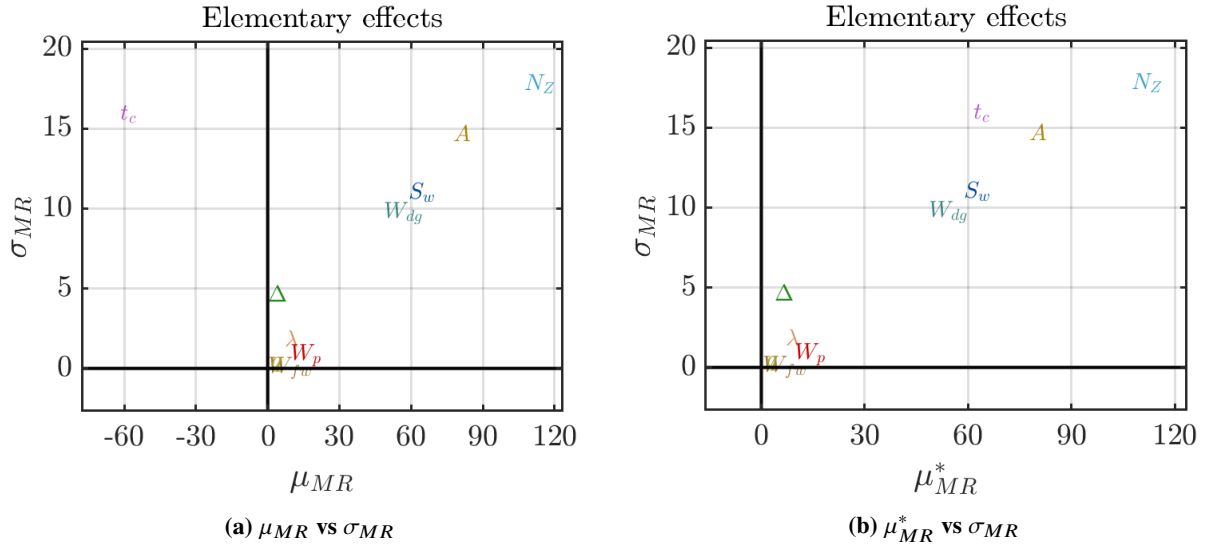 Elementary effects
20
15
10
5
0
σ_MR
t_c
N_Z
A
S_w
W_dg
Δ
λ
W_p
W_fw
-60 -30 0 30 60 90 120
μ_MR
(a) μ_MR vs σ_MR
Elementary effects
20
15
10
5
0
σ_MR
N_Z
t_c
A
S_w
W_dg
Δ
λ
W_p
W_fw
0 30 60 90 120
μ*_MR
(b) μ*_MR vs σ_MR